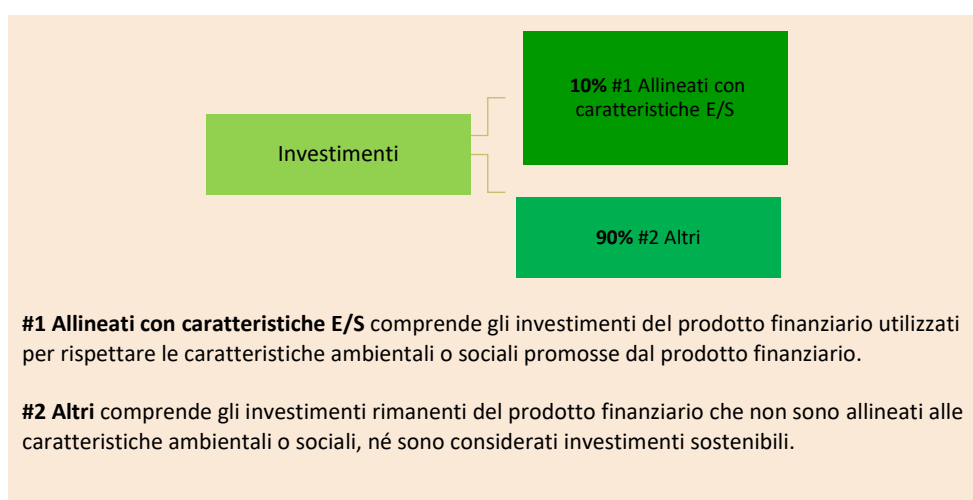 10% #1 Allineati con
caratteristiche E/S
Investimenti
90% #2 Altri
#1 Allineati con caratteristiche E/S comprende gli investimenti del prodotto finanziario utilizzati
per rispettare le caratteristiche ambientali o sociali promosse dal prodotto finanziario.
#2 Altri comprende gli investimenti rimanenti del prodotto finanziario che non sono allineati alle
caratteristiche ambientali o sociali, né sono considerati investimenti sostenibili.